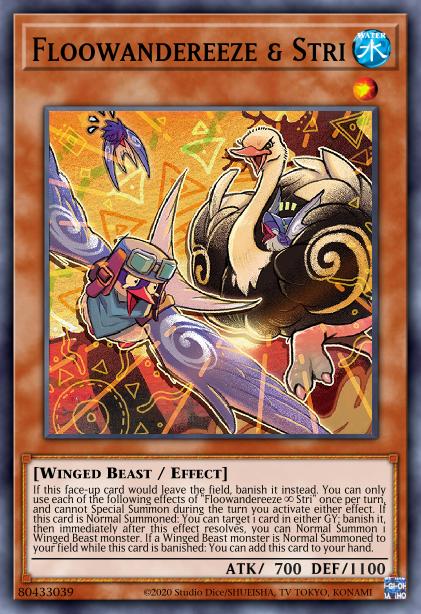 Floowandereeze & Stri
WATER
水
[Winged Beast / Effect]
If this face-up card would leave the field, banish it instead. You can only
use each of the following effects of "Floowandereeze ∞ Stri" once per turn,
and cannot Special Summon during the turn you activate either effect. If
this card is Normal Summoned: You can target 1 card in either GY; banish it,
then immediately after this effect resolves, you can Normal Summon 1
Winged Beast monster. If a Winged Beast monster is Normal Summoned to
your field while this card is banished: You can add this card to your hand.
ATK/ 700 DEF/1100
80433039
©2020 Studio Dice/SHUEISHA, TV TOKYO, KONAMI